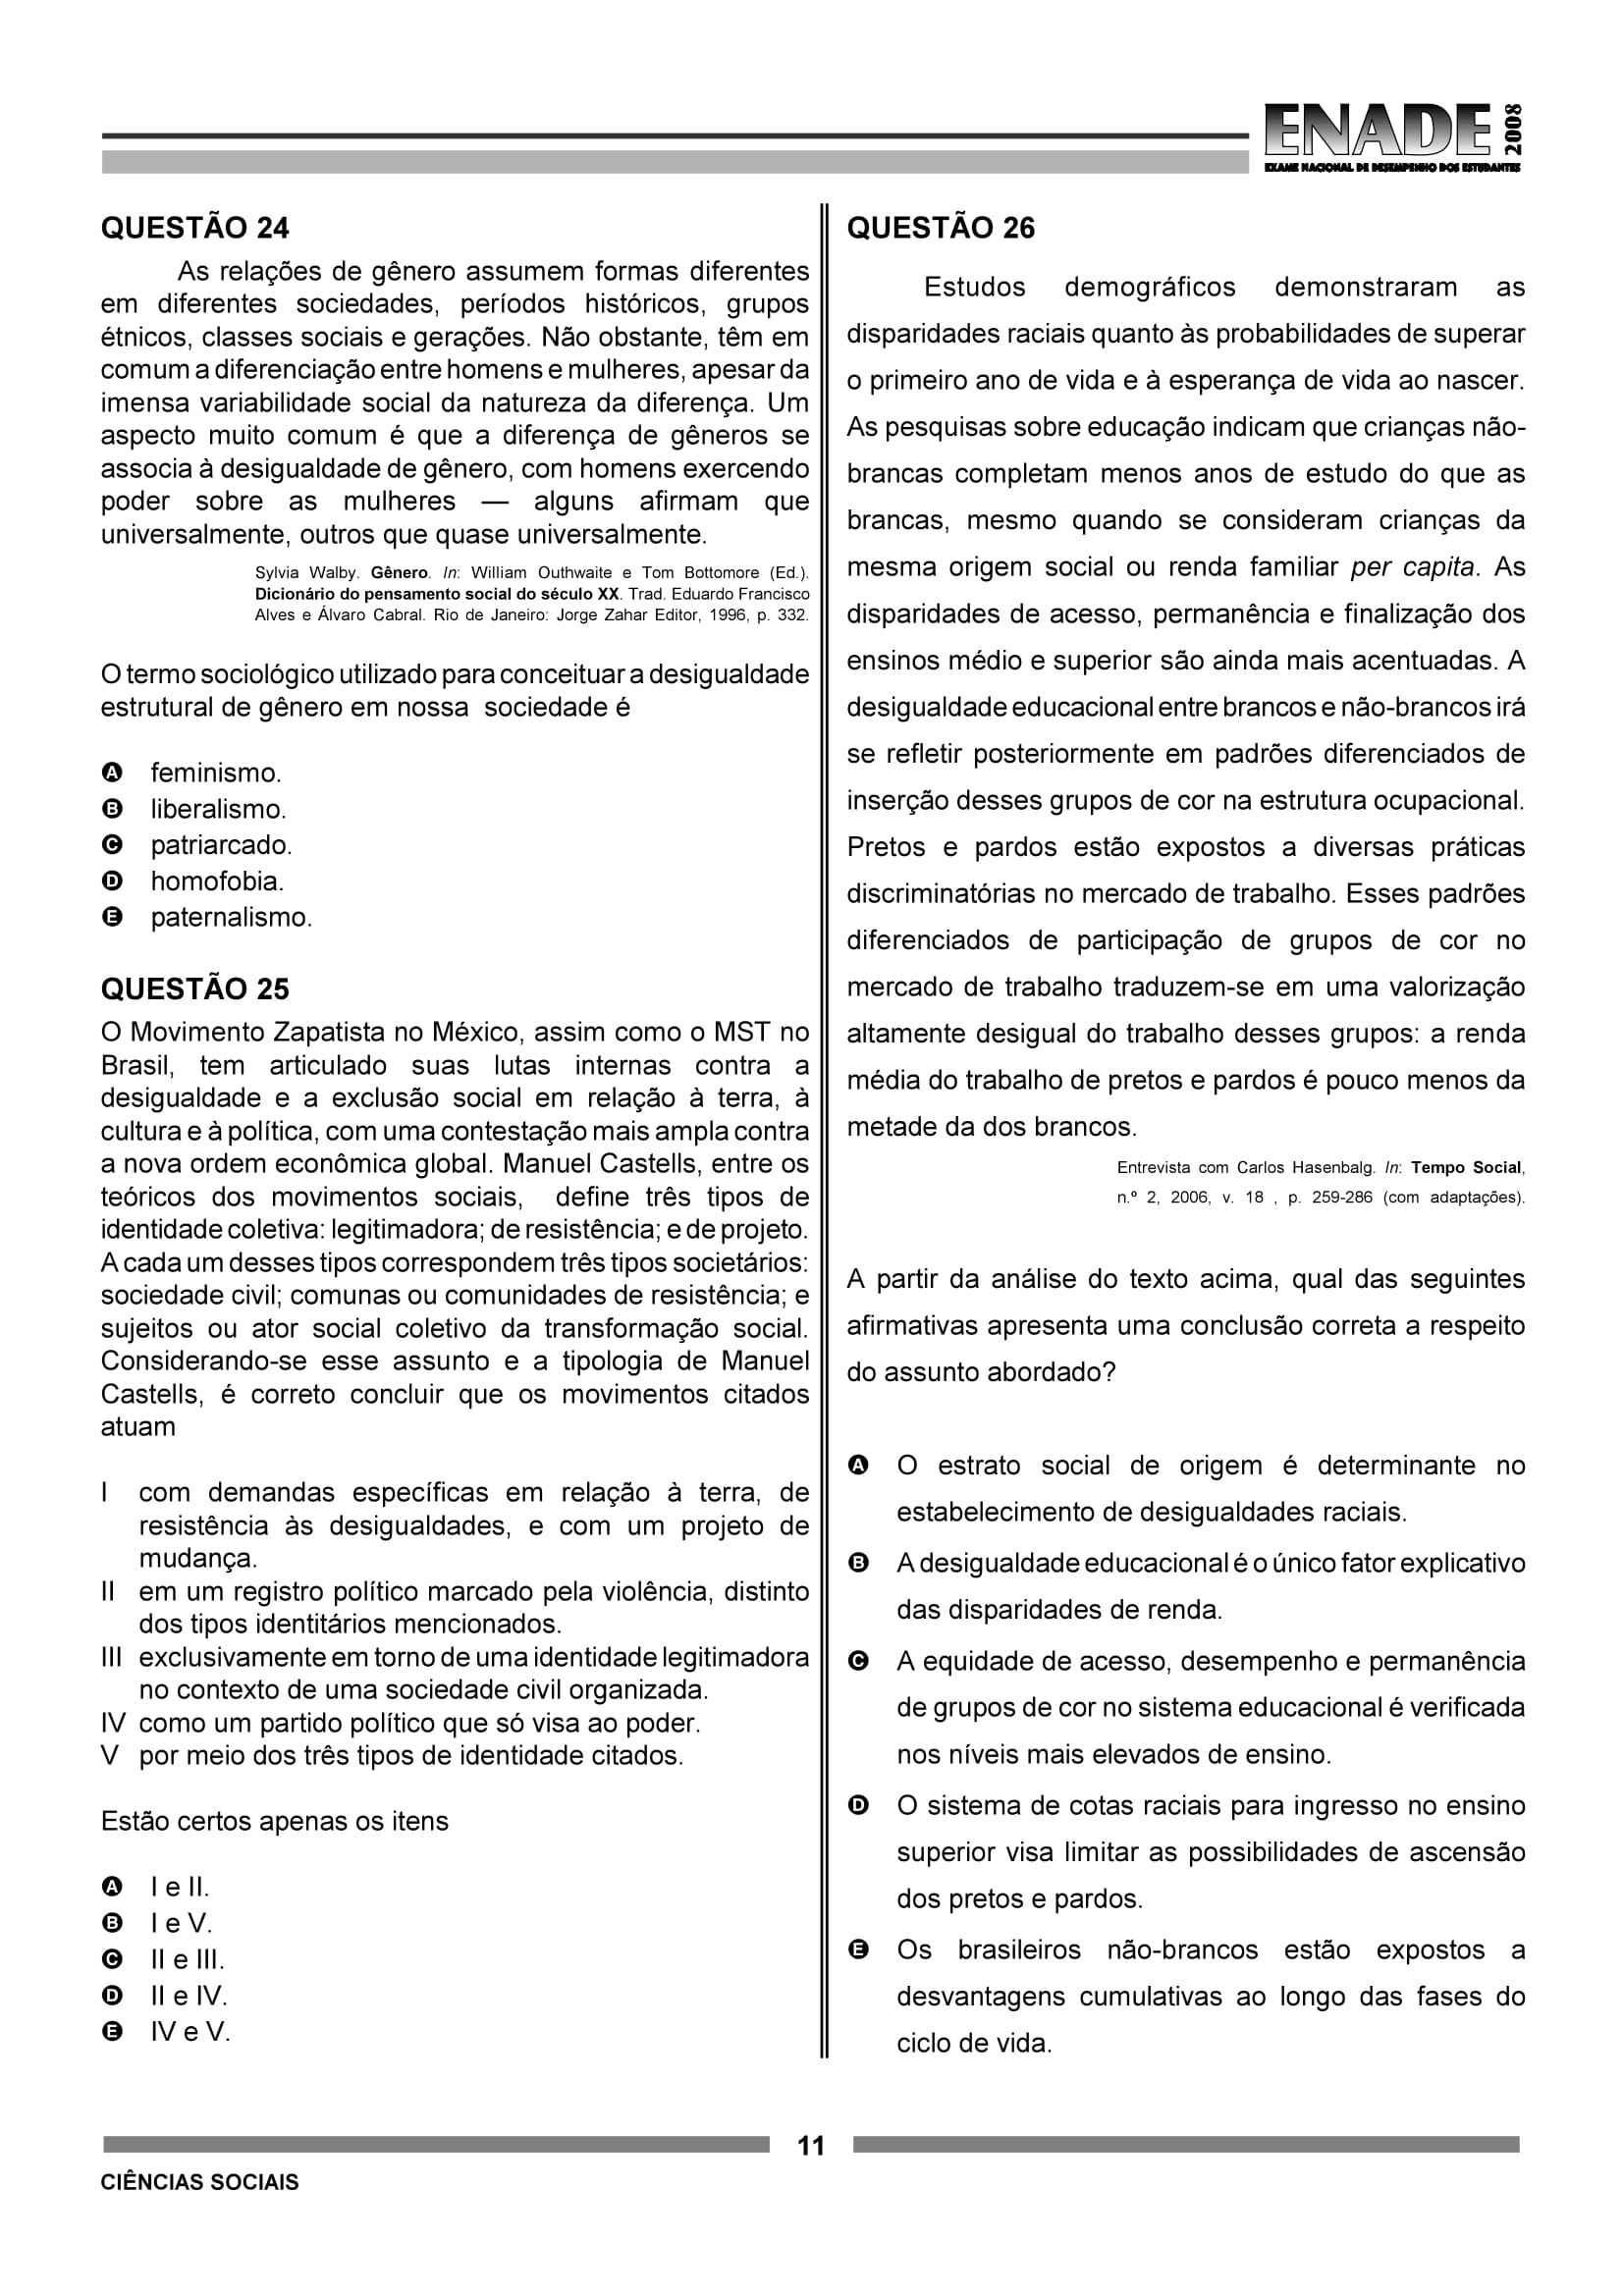 ENADE 2008
EXAME NACIONAL DE DESEMPENHO DOS ESTUDANTES
QUESTÃO 24
As relações de gênero assumem formas diferentes
em diferentes sociedades, períodos históricos, grupos
étnicos, classes sociais e gerações. Não obstante, têm em
comum a diferenciação entre homens e mulheres, apesar da
imensa variabilidade social da natureza da diferença. Um
aspecto muito comum é que a diferença de gêneros se
associa à desigualdade de gênero, com homens exercendo
poder sobre as mulheres — alguns afirmam que
universalmente, outros que quase universalmente.
Sylvia Walby. Gênero. In: William Outhwaite e Tom Bottomore (Ed.).
Dicionário do pensamento social do século XX. Trad. Eduardo Francisco
Alves e Álvaro Cabral. Rio de Janeiro: Jorge Zahar Editor, 1996, p. 332.
O termo sociológico utilizado para conceituar a desigualdade
estrutural de gênero em nossa sociedade é
A feminismo.
B liberalismo.
C patriarcado.
D homofobia.
E paternalismo.
QUESTÃO 25
O Movimento Zapatista no México, assim como o MST no
Brasil, tem articulado suas lutas internas contra a
desigualdade e a exclusão social em relação à terra, à
cultura e à política, com uma contestação mais ampla contra
a nova ordem econômica global. Manuel Castells, entre os
teóricos dos movimentos sociais, define três tipos de
identidade coletiva: legitimadora; de resistência; e de projeto.
A cada um desses tipos correspondem três tipos societários:
sociedade civil; comunas ou comunidades de resistência; e
sujeitos ou ator social coletivo da transformação social.
Considerando-se esse assunto e a tipologia de Manuel
Castells, é correto concluir que os movimentos citados
atuam
I com demandas específicas em relação à terra, de
resistência às desigualdades, e com um projeto de
mudança.
II em um registro político marcado pela violência, distinto
dos tipos identitários mencionados.
III exclusivamente em torno de uma identidade legitimadora
no contexto de uma sociedade civil organizada.
IV como um partido político que só visa ao poder.
V por meio dos três tipos de identidade citados.
Estão certos apenas os itens
A I e II.
B I e V.
C II e III.
D II e IV.
E IV e V.
QUESTÃO 26
Estudos demográficos demonstraram as
disparidades raciais quanto às probabilidades de superar
o primeiro ano de vida e à esperança de vida ao nascer.
As pesquisas sobre educação indicam que crianças não-
brancas completam menos anos de estudo do que as
brancas, mesmo quando se consideram crianças da
mesma origem social ou renda familiar per capita. As
disparidades de acesso, permanência e finalização dos
ensinos médio e superior são ainda mais acentuadas. A
desigualdade educacional entre brancos e não-brancos irá
se refletir posteriormente em padrões diferenciados de
inserção desses grupos de cor na estrutura ocupacional.
Pretos e pardos estão expostos a diversas práticas
discriminatórias no mercado de trabalho. Esses padrões
diferenciados de participação de grupos de cor no
mercado de trabalho traduzem-se em uma valorização
altamente desigual do trabalho desses grupos: a renda
média do trabalho de pretos e pardos é pouco menos da
metade da dos brancos.
Entrevista com Carlos Hasenbalg. In: Tempo Social,
n.º 2, 2006, v. 18 , p. 259-286 (com adaptações).
A partir da análise do texto acima, qual das seguintes
afirmativas apresenta uma conclusão correta a respeito
do assunto abordado?
A O estrato social de origem é determinante no
estabelecimento de desigualdades raciais.
B A desigualdade educacional é o único fator explicativo
das disparidades de renda.
C A equidade de acesso, desempenho e permanência
de grupos de cor no sistema educacional é verificada
nos níveis mais elevados de ensino.
D O sistema de cotas raciais para ingresso no ensino
superior visa limitar as possibilidades de ascensão
dos pretos e pardos.
E Os brasileiros não-brancos estão expostos a
desvantagens cumulativas ao longo das fases do
ciclo de vida.
11
CIÊNCIAS SOCIAIS